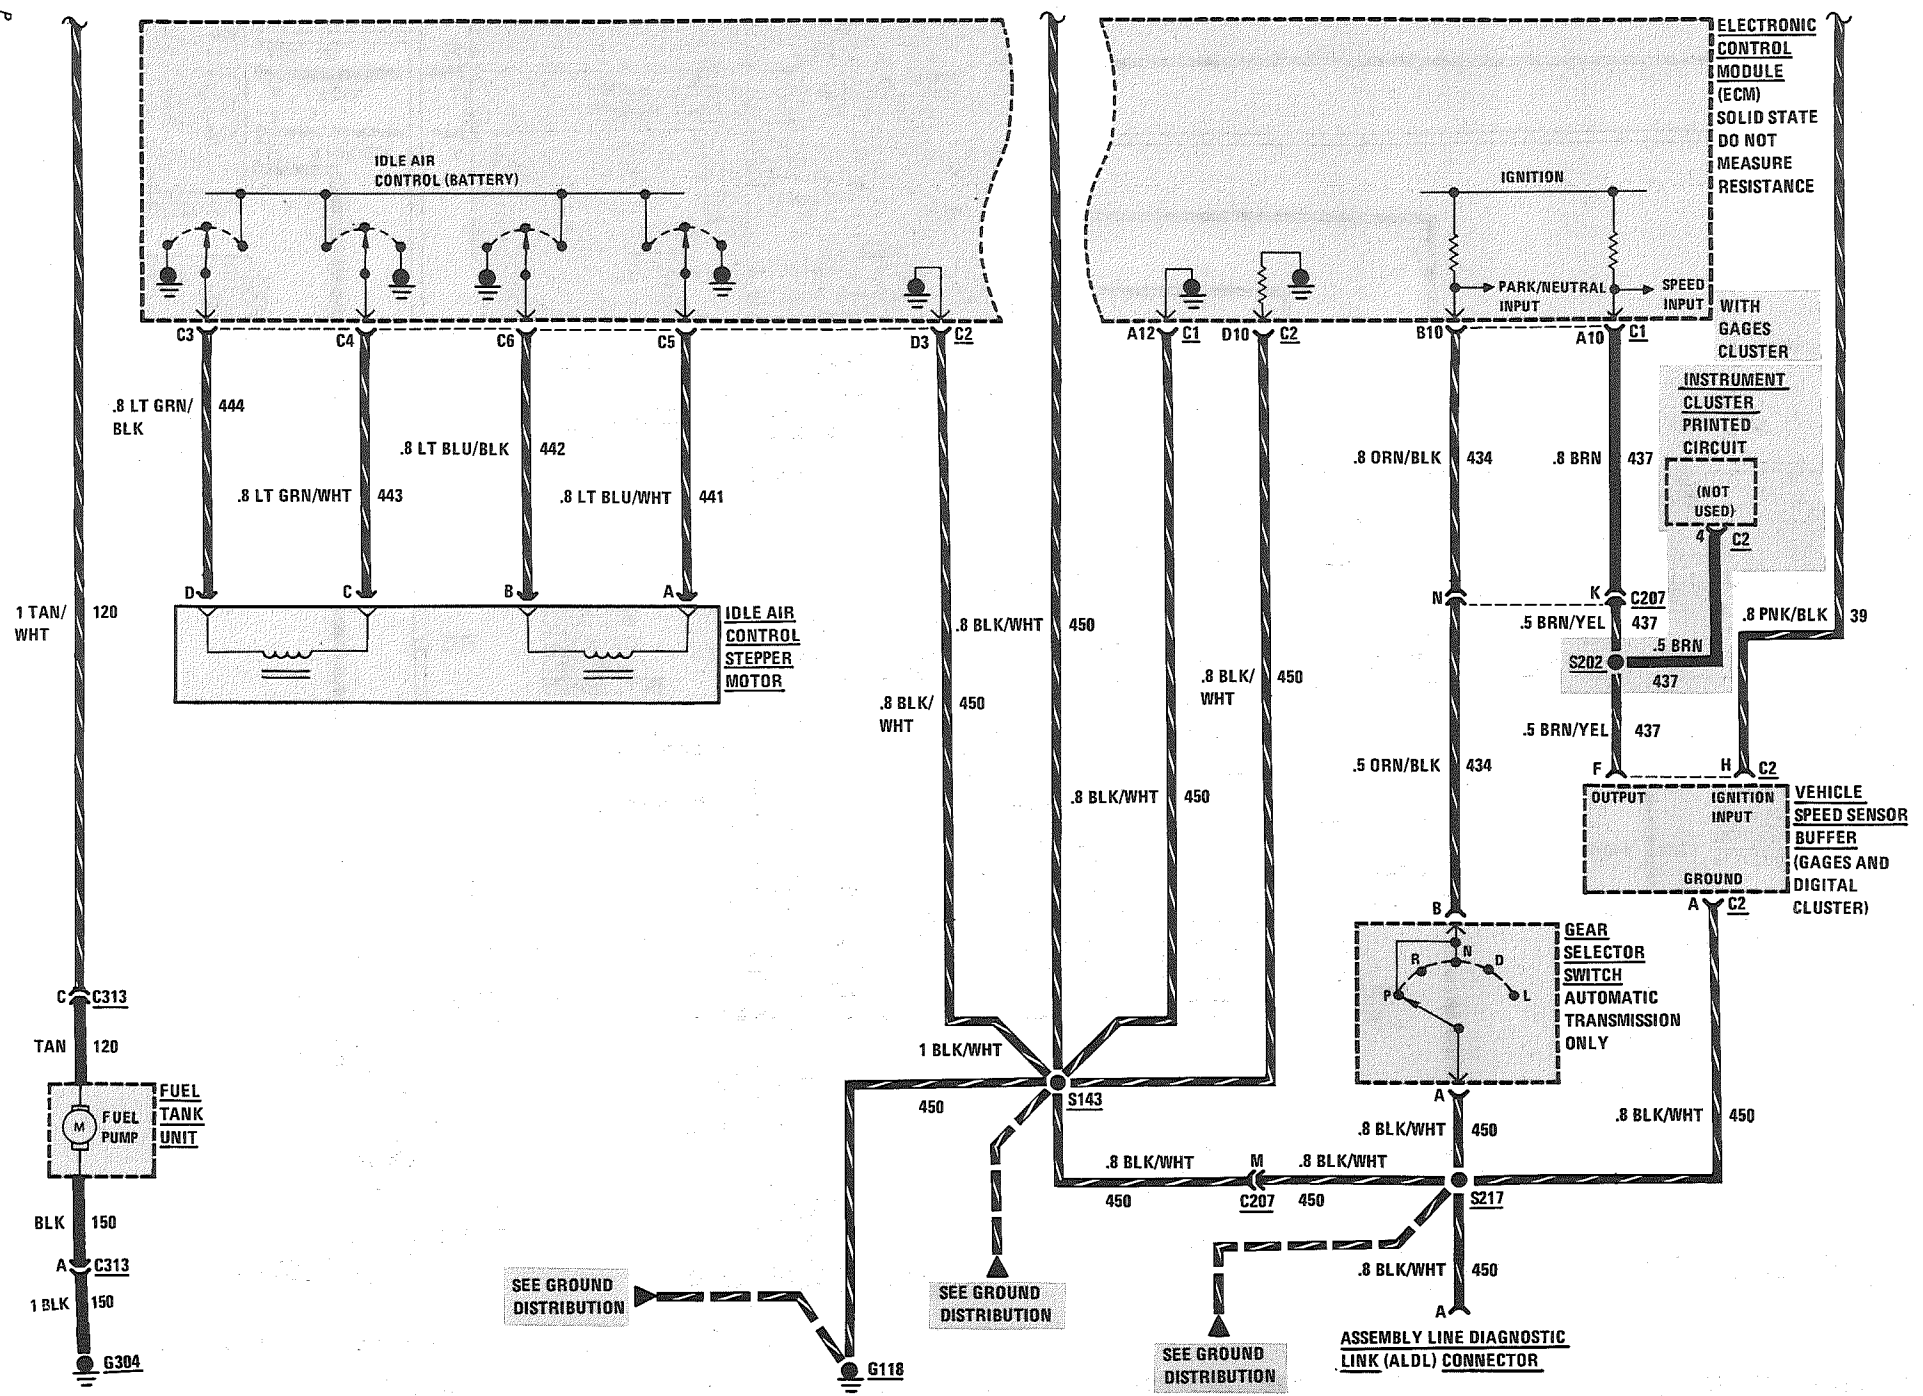 P
ELECTRONIC
CONTROL
MODULE
(ECM)
SOLID STATE
DO NOT
MEASURE
RESISTANCE
IDLE AIR
CONTROL (BATTERY)
IGNITION
PARK/NEUTRAL
INPUT
SPEED
INPUT
C3
C4
C6
C5
D3
C2
A12
C1
D10
C2
B10
A10
C1
WITH
GAGES
CLUSTER
INSTRUMENT
CLUSTER
PRINTED
CIRCUIT
(NOT
USED)
4
C2
.8 LT GRN/
BLK
444
.8 LT GRN/WHT
443
.8 LT BLU/BLK
442
.8 LT BLU/WHT
441
.8 ORN/BLK
434
.8 BRN
437
D
C
B
A
IDLE AIR
CONTROL
STEPPER
MOTOR
1 TAN/
WHT
120
.8 BLK/WHT
450
.8 BLK/
WHT
450
.8 BLK/
WHT
450
.8 BLK/WHT
450
N
K
C207
.5 BRN/YEL
437
.5 BRN
S202
437
.8 PNK/BLK
39
.5 BRN/YEL
437
.5 ORN/BLK
434
F
H
C2
OUTPUT
IGNITION
INPUT
GROUND
VEHICLE
SPEED SENSOR
BUFFER
(GAGES AND
DIGITAL
CLUSTER)
A
C2
B
P
R
N
D
L
GEAR
SELECTOR
SWITCH
AUTOMATIC
TRANSMISSION
ONLY
A
C
C313
TAN
120
FUEL
PUMP
M
FUEL
TANK
UNIT
BLK
150
A
C313
1 BLK
150
G304
1 BLK/WHT
450
S143
.8 BLK/WHT
450
.8 BLK/WHT
450
.8 BLK/WHT
450
M
C207
.8 BLK/WHT
450
S217
.8 BLK/WHT
450
A
ASSEMBLY LINE DIAGNOSTIC
LINK (ALDL) CONNECTOR
SEE GROUND
DISTRIBUTION
SEE GROUND
DISTRIBUTION
SEE GROUND
DISTRIBUTION
G118